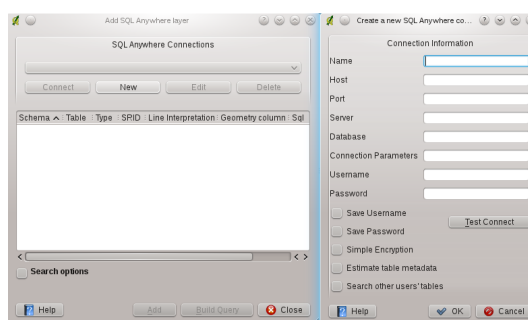 Add SQL Anywhere layer
SQL Anywhere Connections
Connect New Edit Delete
Schema Table Type SRID Line Interpretation Geometry column Sql
Search options
Help Add Build Query Close
Create a new SQL Anywhere co...
Connection Information
Name
Host
Port
Server
Database
Connection Parameters
Username
Password
Save Username
Test Connect
Save Password
Simple Encryption
Estimate table metadata
Search other users' tables
Help OK Cancel